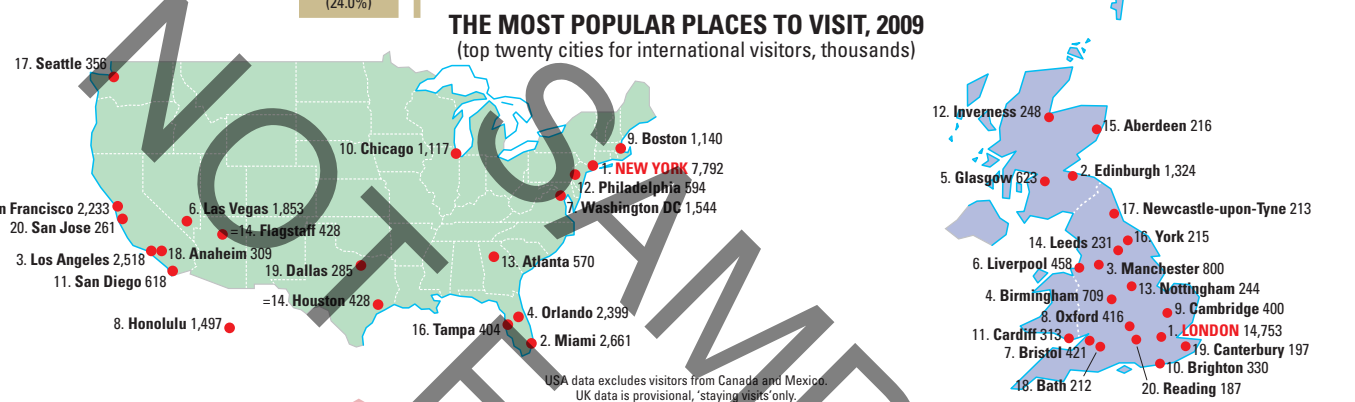 (24.0%)
THE MOST POPULAR PLACES TO VISIT, 2009
(top twenty cities for international visitors, thousands)
17. Seattle 356
10. Chicago 1,117
9. Boston 1,140
1. NEW YORK 7,792
12. Philadelphia 594
7. Washington DC 1,544
n Francisco 2,233
20. San Jose 261
6. Las Vegas 1,853
=14. Flagstaff 428
3. Los Angeles 2,518
18. Anaheim 309
11. San Diego 618
19. Dallas 285
13. Atlanta 570
=14. Houston 428
8. Honolulu 1,497
4. Orlando 2,399
16. Tampa 404
2. Miami 2,661
USA data excludes visitors from Canada and Mexico.
UK data is provisional, ‘staying visits’only.
12. Inverness 248
15. Aberdeen 216
5. Glasgow 623
2. Edinburgh 1,324
17. Newcastle-upon-Tyne 213
14. Leeds 231
16. York 215
6. Liverpool 458
3. Manchester 800
13. Nottingham 244
4. Birmingham 709
9. Cambridge 400
8. Oxford 416
11. Cardiff 313
1. LONDON 14,753
7. Bristol 421
19. Canterbury 197
10. Brighton 330
18. Bath 212
20. Reading 187
NOT
SAMP